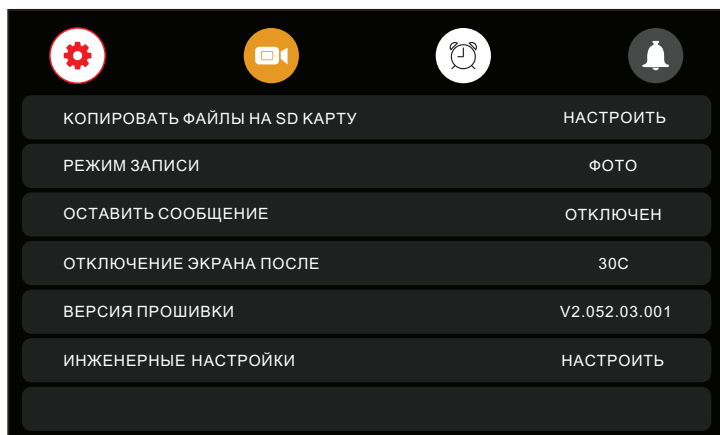 КОПИРОВАТЬ ФАЙЛЫ НА SD КАРТУ НАСТРОИТЬ
РЕЖИМ ЗАПИСИ ФОТО
ОСТАВИТЬ СООБЩЕНИЕ ОТКЛЮЧЕН
ОТКЛЮЧЕНИЕ ЭКРАНА ПОСЛЕ 30С
ВЕРСИЯ ПРОШИВКИ V2.052.03.001
ИНЖЕНЕРНЫЕ НАСТРОЙКИ НАСТРОИТЬ